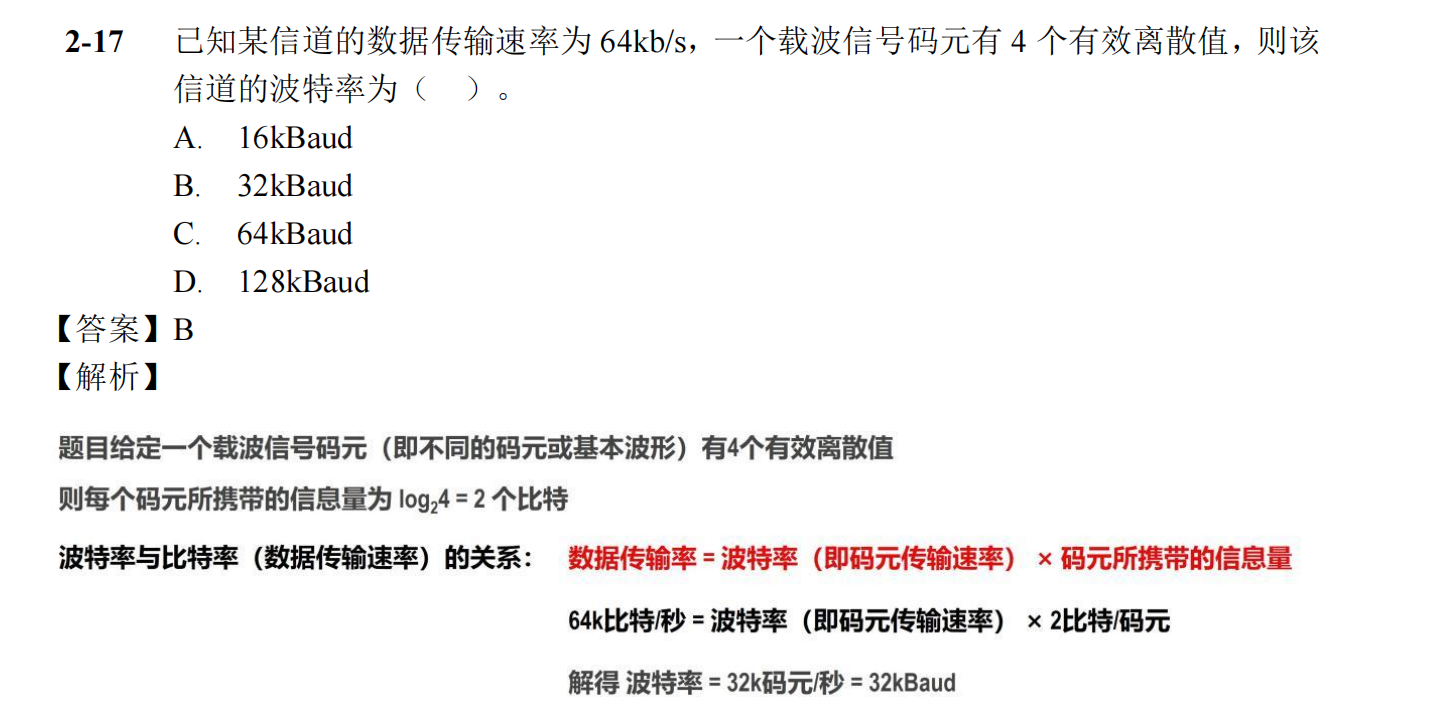 2-17 已知某信道的数据传输速率为 64kb/s，一个载波信号码元有 4 个有效离散值，则该
信道的波特率为（ ）。
A. 16kBaud
B. 32kBaud
C. 64kBaud
D. 128kBaud
【答案】B
【解析】
题目给定一个载波信号码元（即不同的码元或基本波形）有4个有效离散值
则每个码元所携带的信息量为 log₂4 = 2 个比特
波特率与比特率（数据传输速率）的关系： 数据传输率 = 波特率（即码元传输速率） × 码元所携带的信息量
64k比特/秒 = 波特率（即码元传输速率） × 2比特/码元
解得 波特率 = 32k码元/秒 = 32kBaud